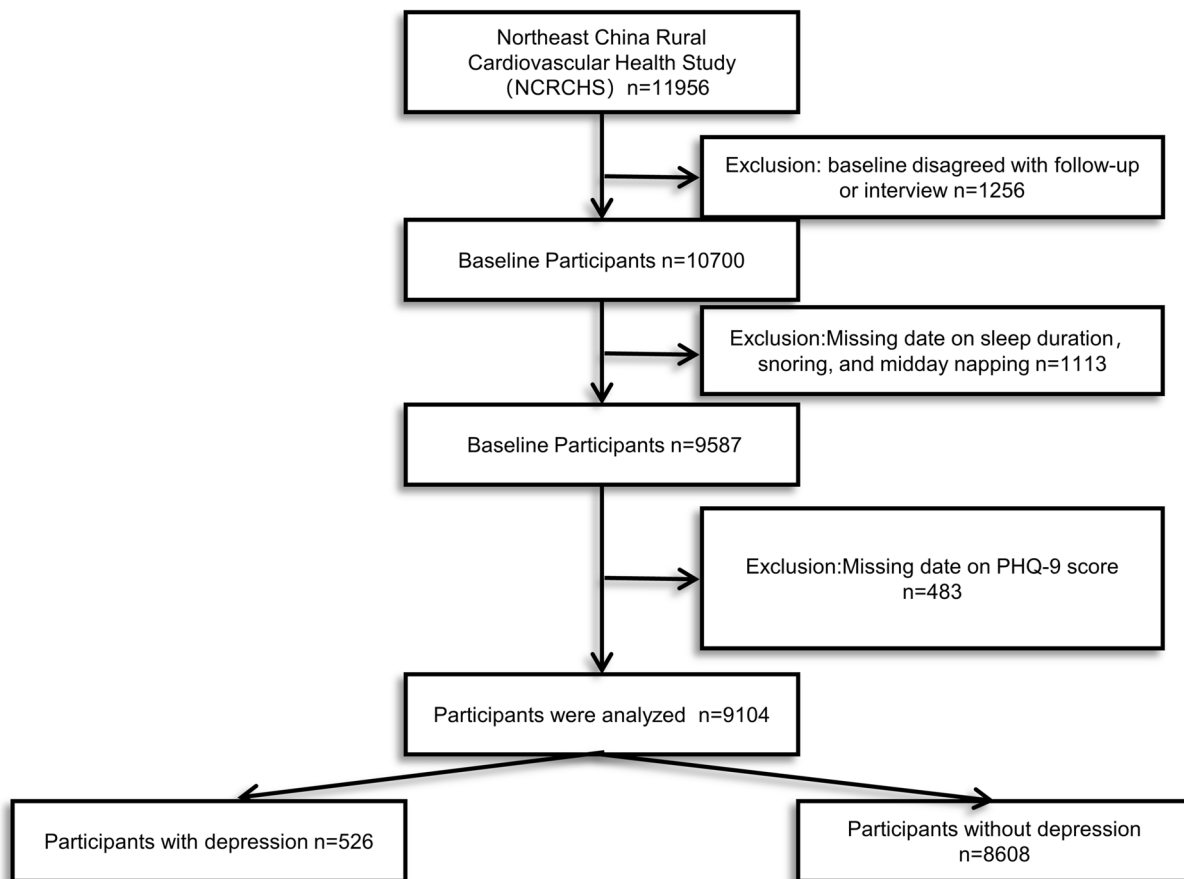 Northeast China Rural
Cardiovascular Health Study
（NCRCHS） n=11956
Exclusion: baseline disagreed with follow-up
or interview n=1256
Baseline Participants n=10700
Exclusion:Missing date on sleep duration，
snoring, and midday napping n=1113
Baseline Participants n=9587
Exclusion:Missing date on PHQ-9 score
n=483
Participants were analyzed  n=9104
Participants with depression n=526
Participants without depression
n=8608